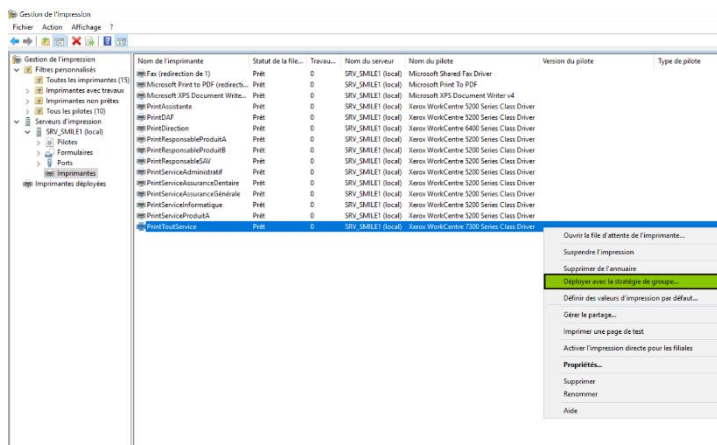 Gestion de l'impression
Fichier Action Affichage ?
Gestion de l'impression
Filtres personnalisés
Toutes les imprimantes (15)
Imprimantes avec travaux
Imprimantes non prêtes
Tous les pilotes (10)
Serveurs d'impression
SRV_SMILE1 (local)
Pilotes
Formulaires
Ports
Imprimantes
Imprimantes déployées
Nom de l'imprimante Statut de la file... Travau... Nom du serveur Nom du pilote Version du pilote Type de pilote
Fax (redirection de 1) Prêt 0 SRV_SMILE1 (local) Microsoft Shared Fax Driver
Microsoft Print to PDF (redirecti... Prêt 0 SRV_SMILE1 (local) Microsoft Print To PDF
Microsoft XPS Document Write... Prêt 0 SRV_SMILE1 (local) Microsoft XPS Document Writer v4
PrintAssistante Prêt 0 SRV_SMILE1 (local) Xerox WorkCentre 5200 Series Class Driver
PrintDAF Prêt 0 SRV_SMILE1 (local) Xerox WorkCentre 5200 Series Class Driver
PrintDirection Prêt 0 SRV_SMILE1 (local) Xerox WorkCentre 6400 Series Class Driver
PrintResponsableProduitA Prêt 0 SRV_SMILE1 (local) Xerox WorkCentre 5200 Series Class Driver
PrintResponsableProduitB Prêt 0 SRV_SMILE1 (local) Xerox WorkCentre 5200 Series Class Driver
PrintResponsableSAV Prêt 0 SRV_SMILE1 (local) Xerox WorkCentre 5200 Series Class Driver
PrintServiceAdministratif Prêt 0 SRV_SMILE1 (local) Xerox WorkCentre 5200 Series Class Driver
PrintServiceAssuranceDentaire Prêt 0 SRV_SMILE1 (local) Xerox WorkCentre 5200 Series Class Driver
PrintServiceAssuranceGénérale Prêt 0 SRV_SMILE1 (local) Xerox WorkCentre 5200 Series Class Driver
PrintServiceInformatique Prêt 0 SRV_SMILE1 (local) Xerox WorkCentre 5200 Series Class Driver
PrintServiceProduitA Prêt 0 SRV_SMILE1 (local) Xerox WorkCentre 5200 Series Class Driver
PrintToutService Prêt 0 SRV_SMILE1 (local) Xerox WorkCentre 7300 Series Class Driver
Ouvrir la file d'attente de l'imprimante...
Suspendre l'impression
Supprimer de l'annuaire
Déployer avec la stratégie de groupe...
Définir des valeurs d'impression par défaut...
Gérer le partage...
Imprimer une page de test
Activer l'impression directe pour les filiales
Propriétés...
Supprimer
Renommer
Aide